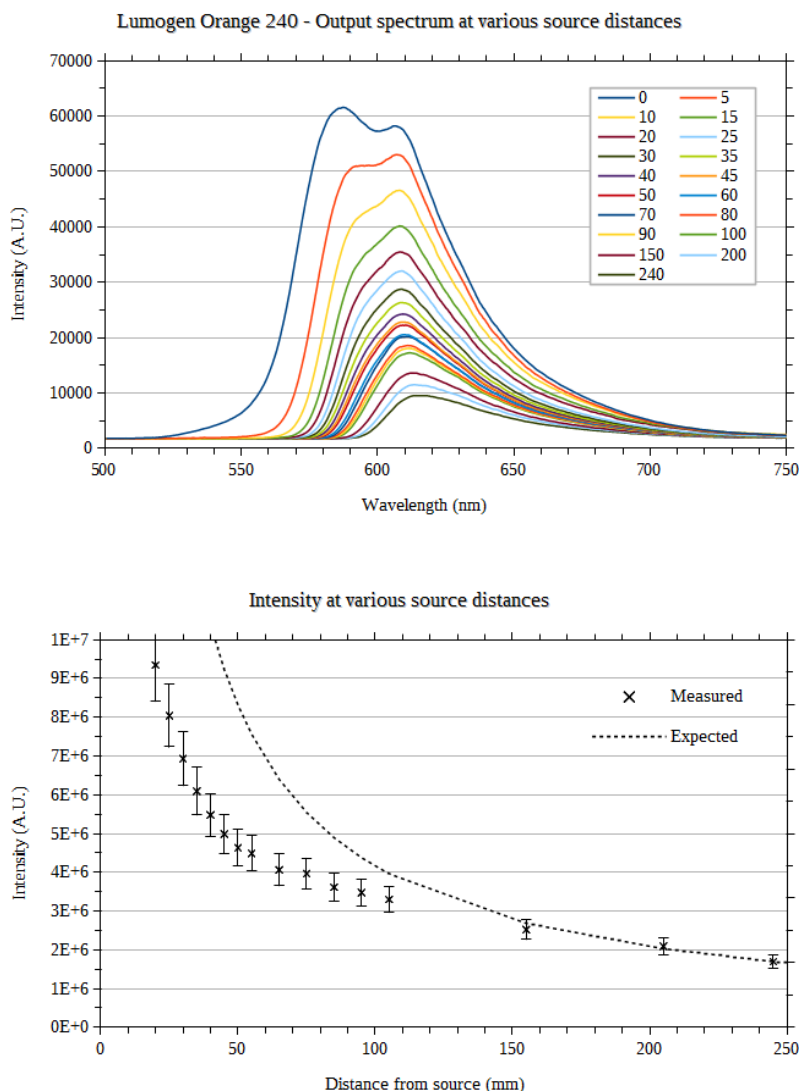 Lumogen Orange 240 - Output spectrum at various source distances
70000
60000
50000
40000
30000
20000
10000
0
Intensity (A.U.)
0 5
10 15
20 25
30 35
40 45
50 60
70 80
90 100
150 200
240
500 550 600 650 700 750
Wavelength (nm)
Intensity at various source distances
1E+7
9E+6
8E+6
7E+6
6E+6
5E+6
4E+6
3E+6
2E+6
1E+6
0E+0
Intensity (A.U.)
Measured
Expected
0 50 100 150 200 250
Distance from source (mm)